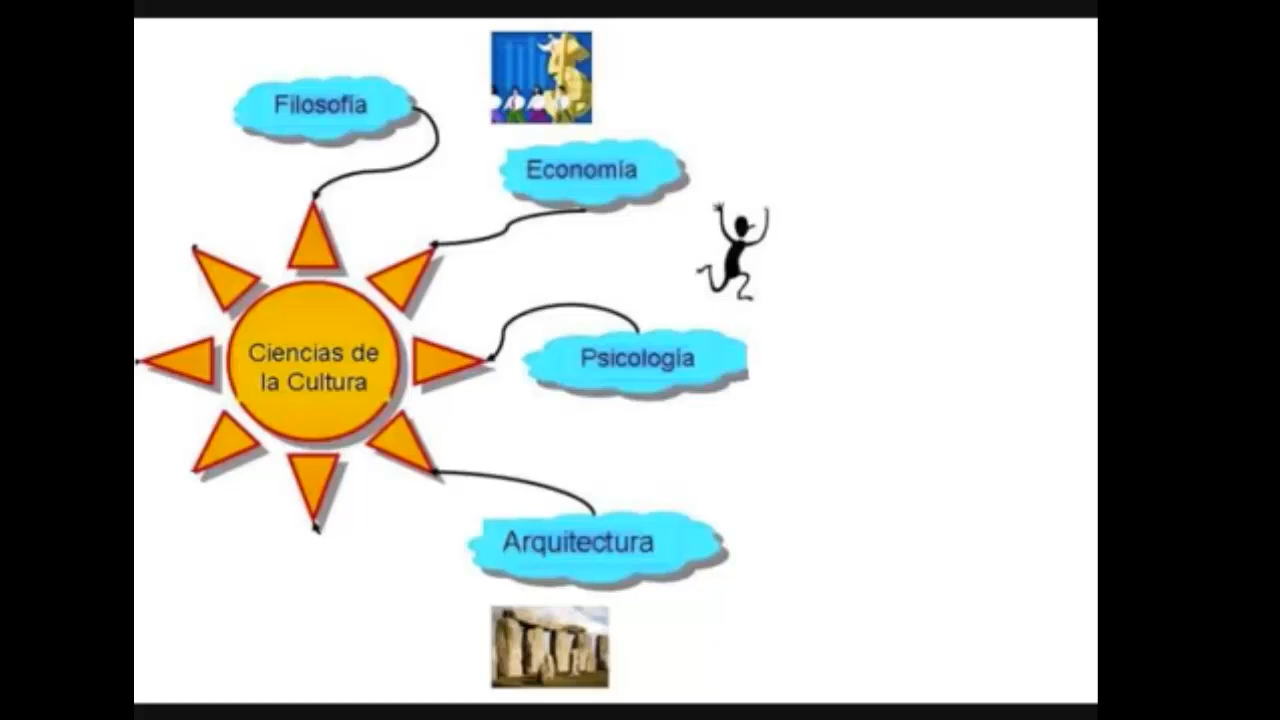 Filosofía
Economía
Ciencias de
la Cultura
Psicología
Arquitectura